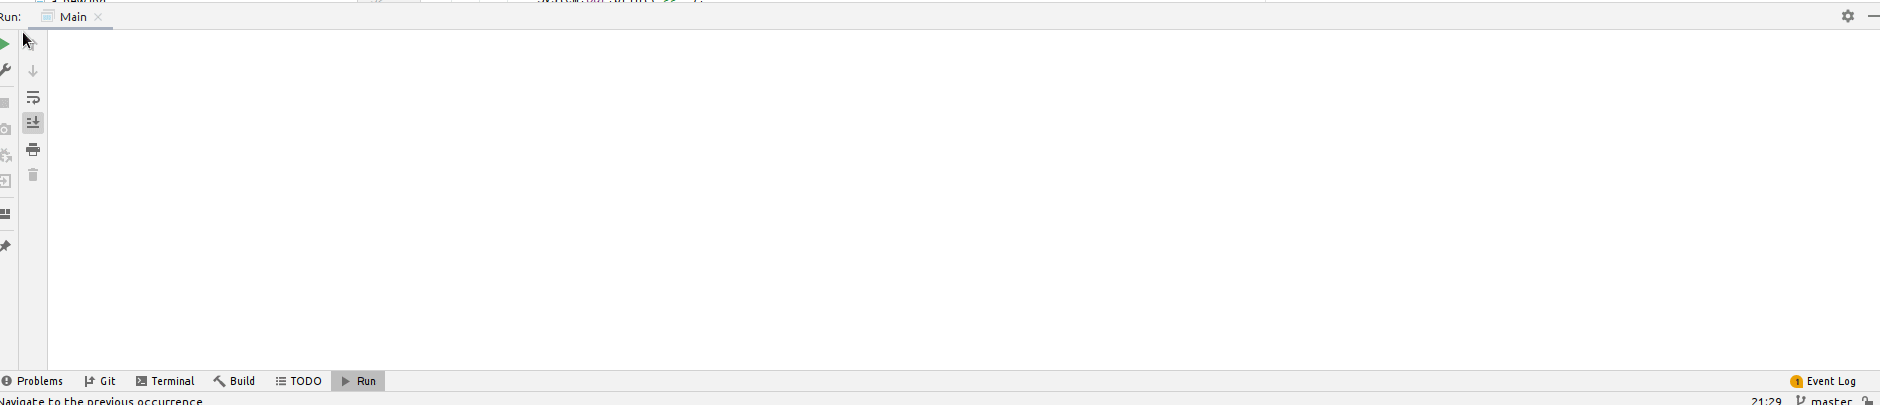 Run: Main
Problems Git Terminal Build TODO Run 1 Event Log
Navigate to the previous occurrence 21:29 master